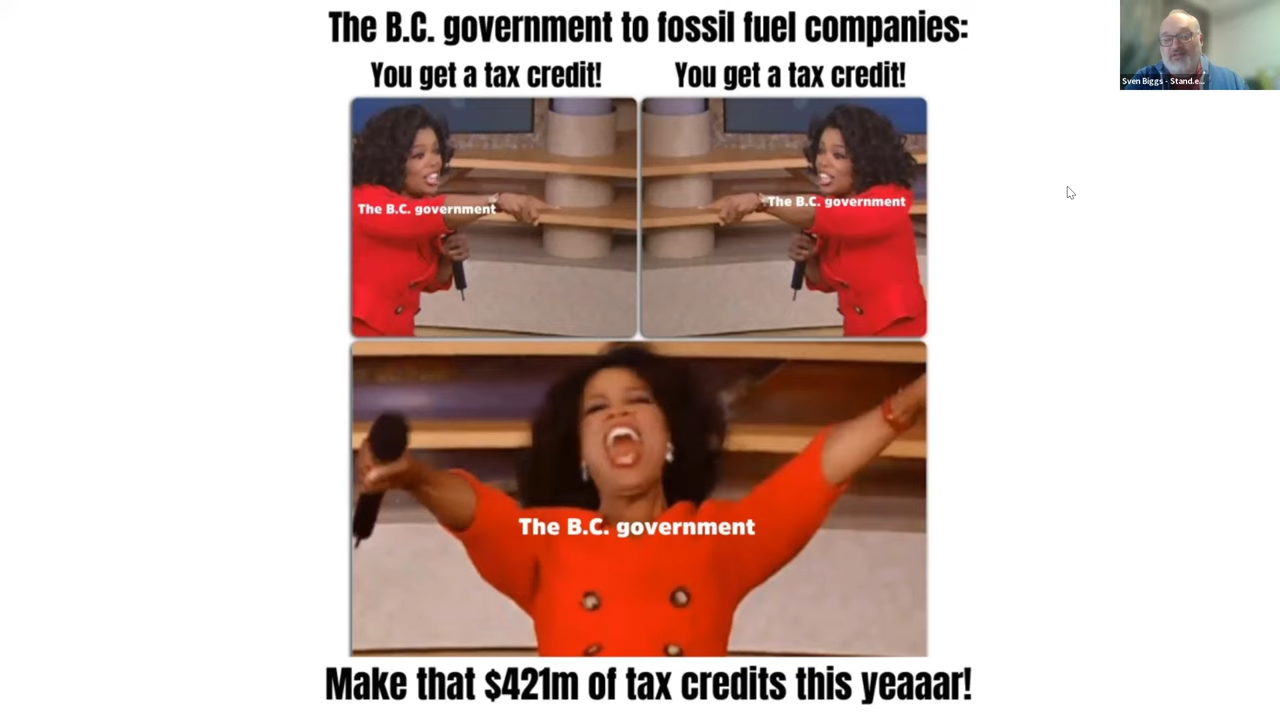 The B.C. government to fossil fuel companies:
You get a tax credit! You get a tax credit!
Sven Biggs - Stand.e...
The B.C. government
The B.C. government
The B.C. government
Make that $421m of tax credits this yeaaar!